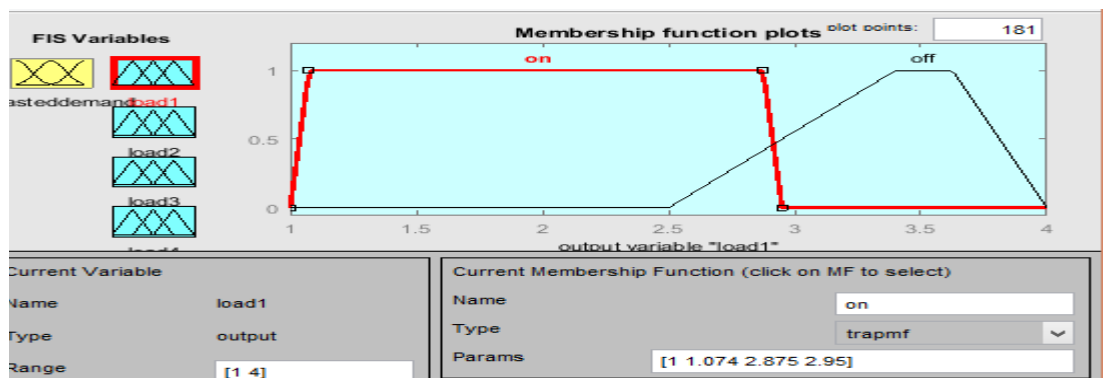 FIS Variables
Membership function plots
plot points:
181
asteddemand
load1
load2
load3
on
off
1
0.5
0
1
1.5
2
2.5
3
3.5
4
output variable "load1"
Current Variable
Name
load1
Type
output
Range
[1 4]
Current Membership Function (click on MF to select)
Name
on
Type
trapmf
Params
[1 1.074 2.875 2.95]